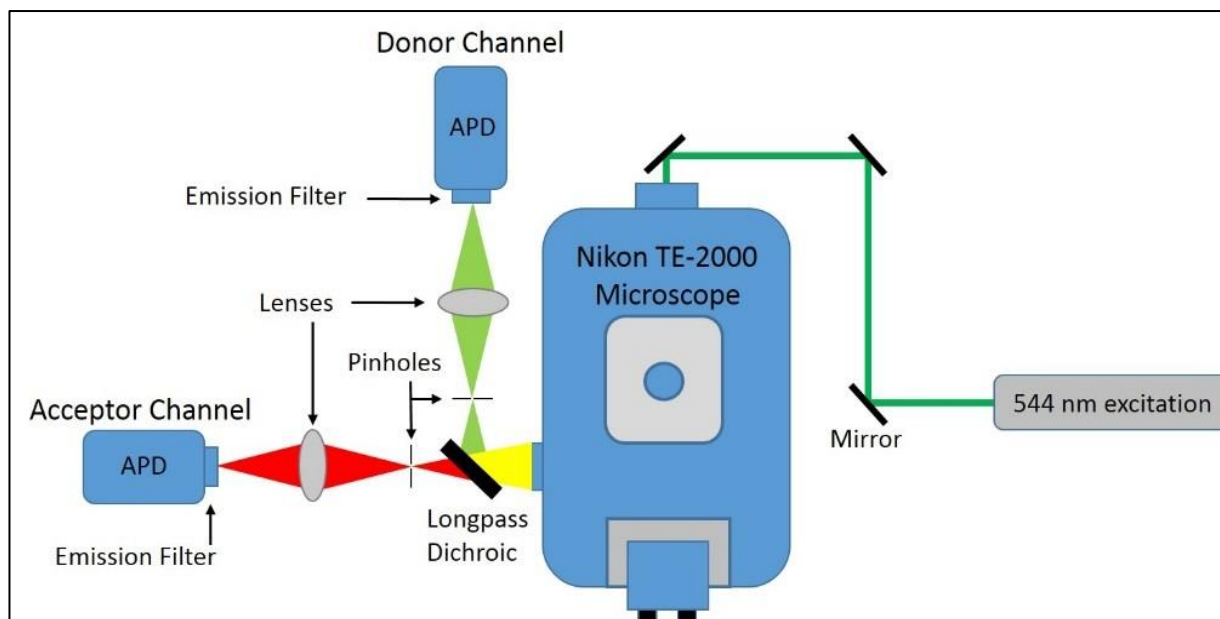 Donor Channel
APD
Emission Filter
Nikon TE-2000
Microscope
Lenses
Pinholes
Acceptor Channel
544 nm excitation
Mirror
APD
Longpass
Dichroic
Emission Filter